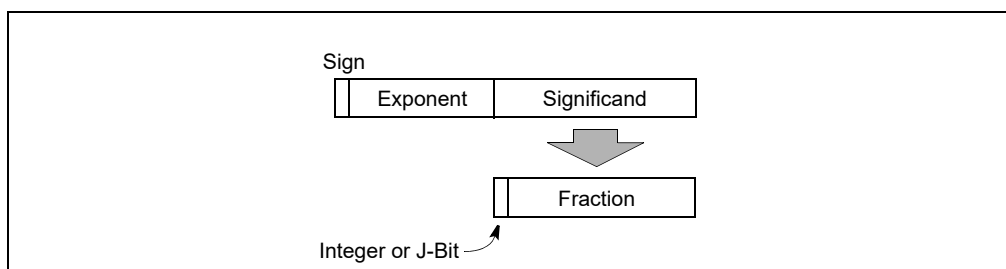 Sign
Exponent Significand
Fraction
Integer or J-Bit